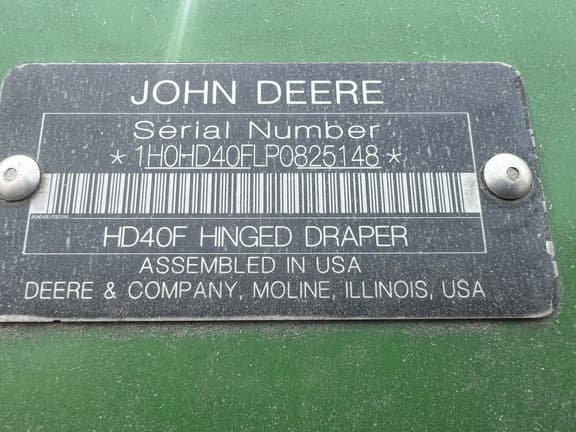 JOHN DEERE
Serial Number
*1H0HD40FLP0825148*
HD40F HINGED DRAPER
ASSEMBLED IN USA
DEERE & COMPANY, MOLINE, ILLINOIS, USA